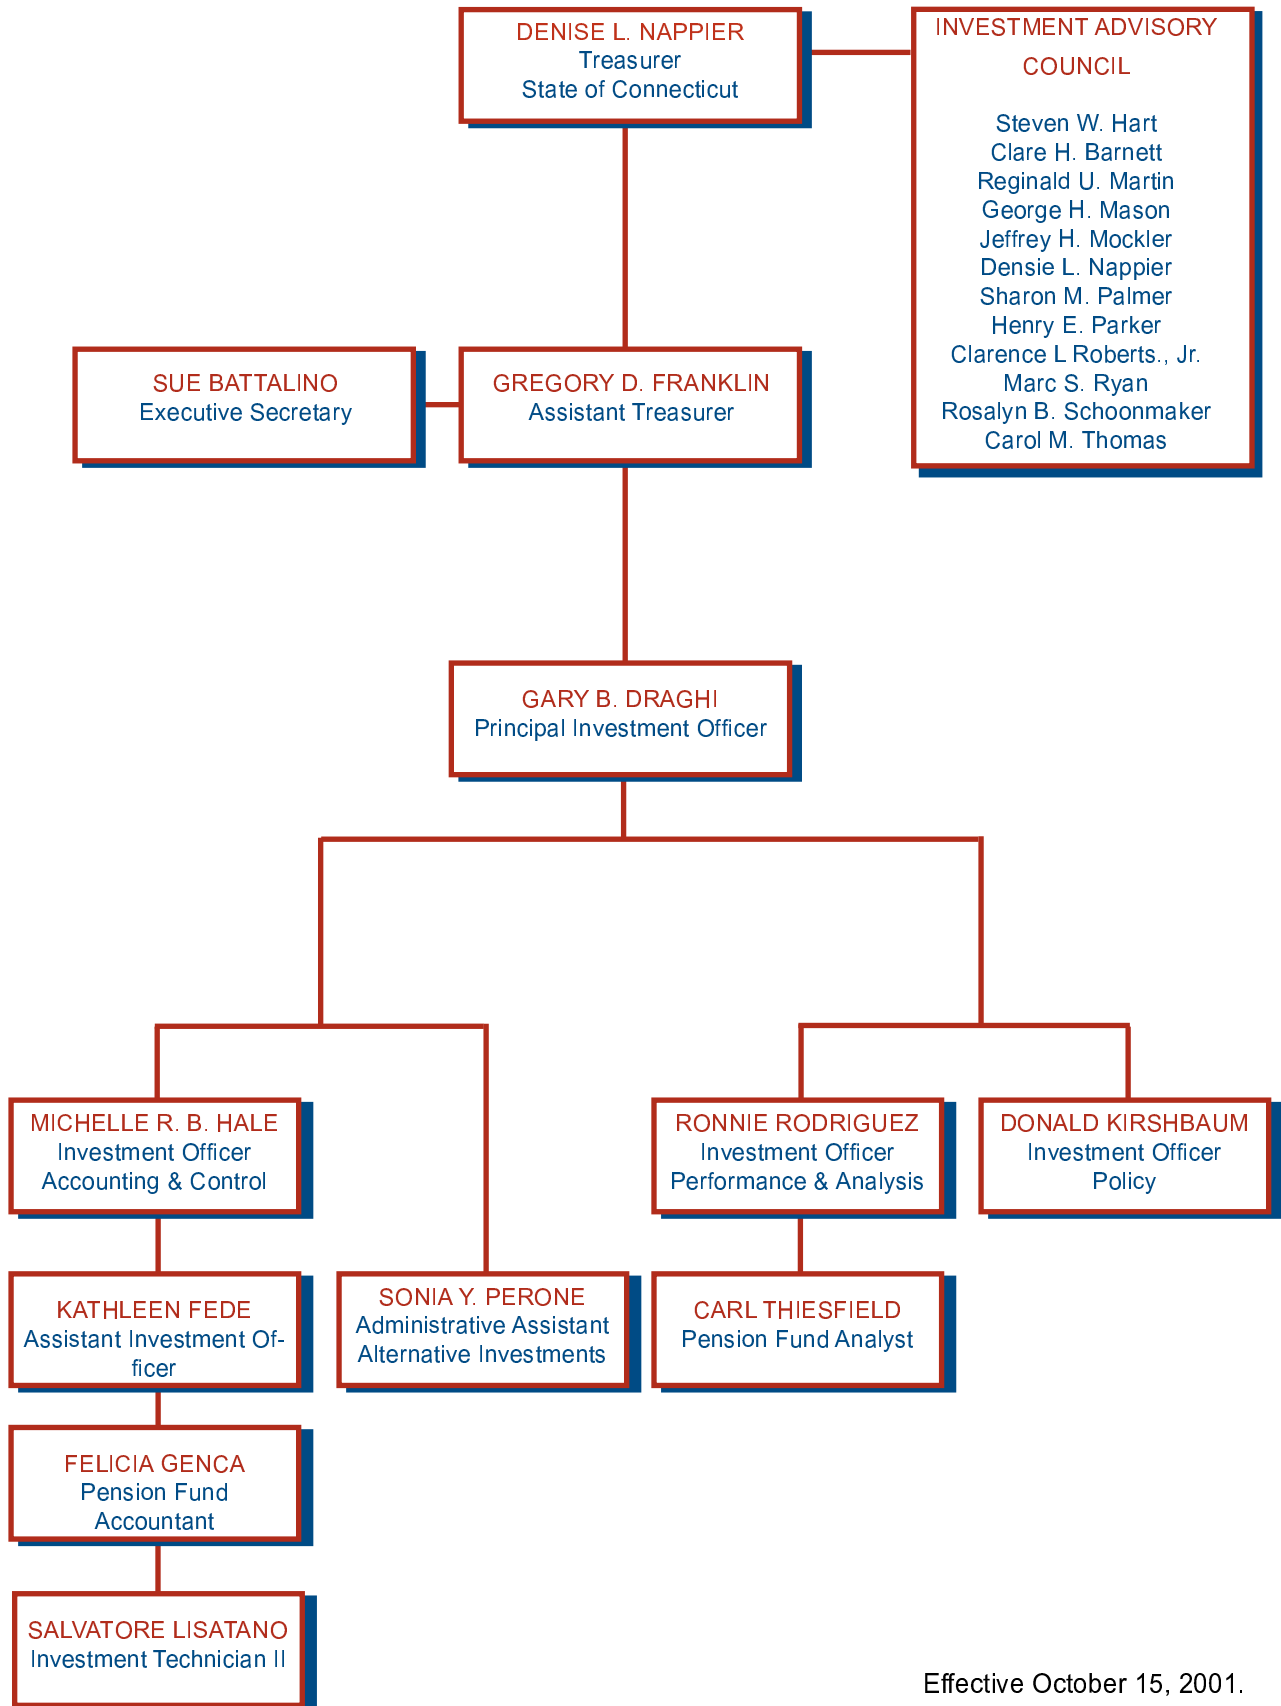 DENISE L. NAPPIER
Treasurer
State of Connecticut
INVESTMENT ADVISORY
COUNCIL
Steven W. Hart
Clare H. Barnett
Reginald U. Martin
George H. Mason
Jeffrey H. Mockler
Densie L. Nappier
Sharon M. Palmer
Henry E. Parker
Clarence L Roberts., Jr.
Marc S. Ryan
Rosalyn B. Schoonmaker
Carol M. Thomas
SUE BATTALINO
Executive Secretary
GREGORY D. FRANKLIN
Assistant Treasurer
GARY B. DRAGHI
Principal Investment Officer
MICHELLE R. B. HALE
Investment Officer
Accounting & Control
RONNIE RODRIGUEZ
Investment Officer
Performance & Analysis
DONALD KIRSHBAUM
Investment Officer
Policy
KATHLEEN FEDE
Assistant Investment Of-
ficer
SONIA Y. PERONE
Administrative Assistant
Alternative Investments
CARL THIESFIELD
Pension Fund Analyst
FELICIA GENCA
Pension Fund
Accountant
SALVATORE LISATANO
Investment Technician II
Effective October 15, 2001.